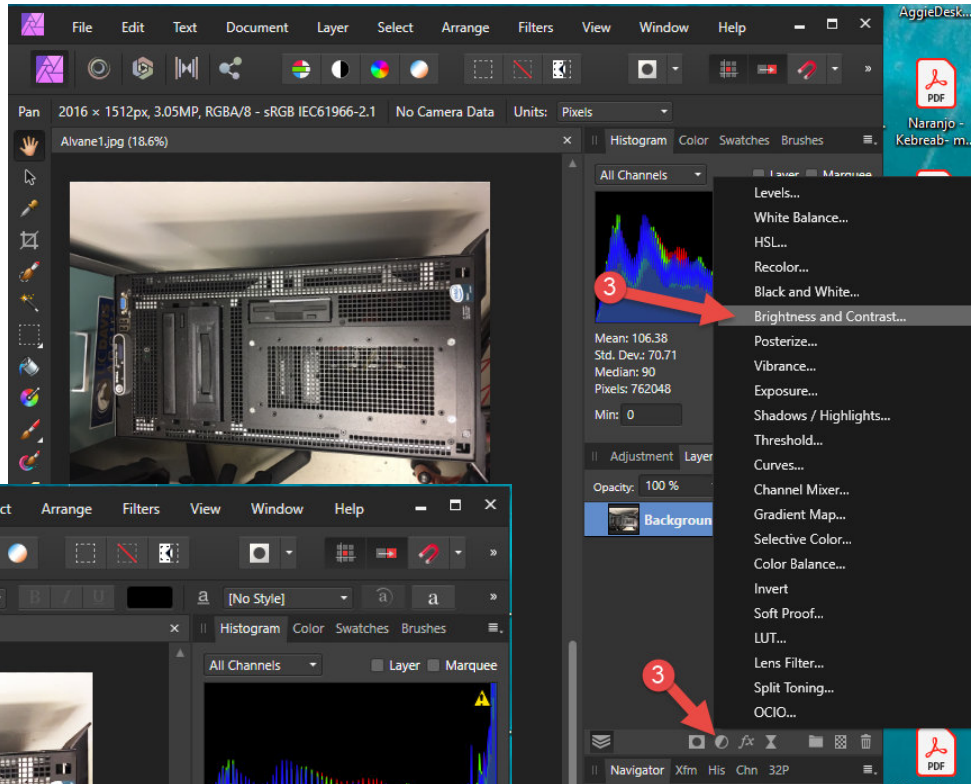 AggieDesk...
File Edit Text Document Layer Select Arrange Filters View Window Help
»
PDF
Naranjo -
Kebreab- m...
Pan 2016 × 1512px, 3.05MP, RGBA/8 - sRGB IEC61966-2.1 No Camera Data Units: Pixels
Alvane1.jpg (18.6%)
Histogram Color Swatches Brushes
All Channels Layer Marquee
Levels...
White Balance...
HSL...
Recolor...
Black and White...
3
Brightness and Contrast...
Posterize...
Vibrance...
Exposure...
Shadows / Highlights...
Threshold...
Curves...
Channel Mixer...
Gradient Map...
Selective Color...
Color Balance...
Invert
Soft Proof...
LUT...
Lens Filter...
Split Toning...
OCIO...
Mean: 106.38
Std. Dev.: 70.71
Median: 90
Pixels: 762048
Min: 0
Adjustment Layer
Opacity: 100 %
Backgroun
3
fx
PDF
Navigator Xfm His Chn 32P
ct Arrange Filters View Window Help
»
B I U a [No Style] a a »
Histogram Color Swatches Brushes
All Channels Layer Marquee